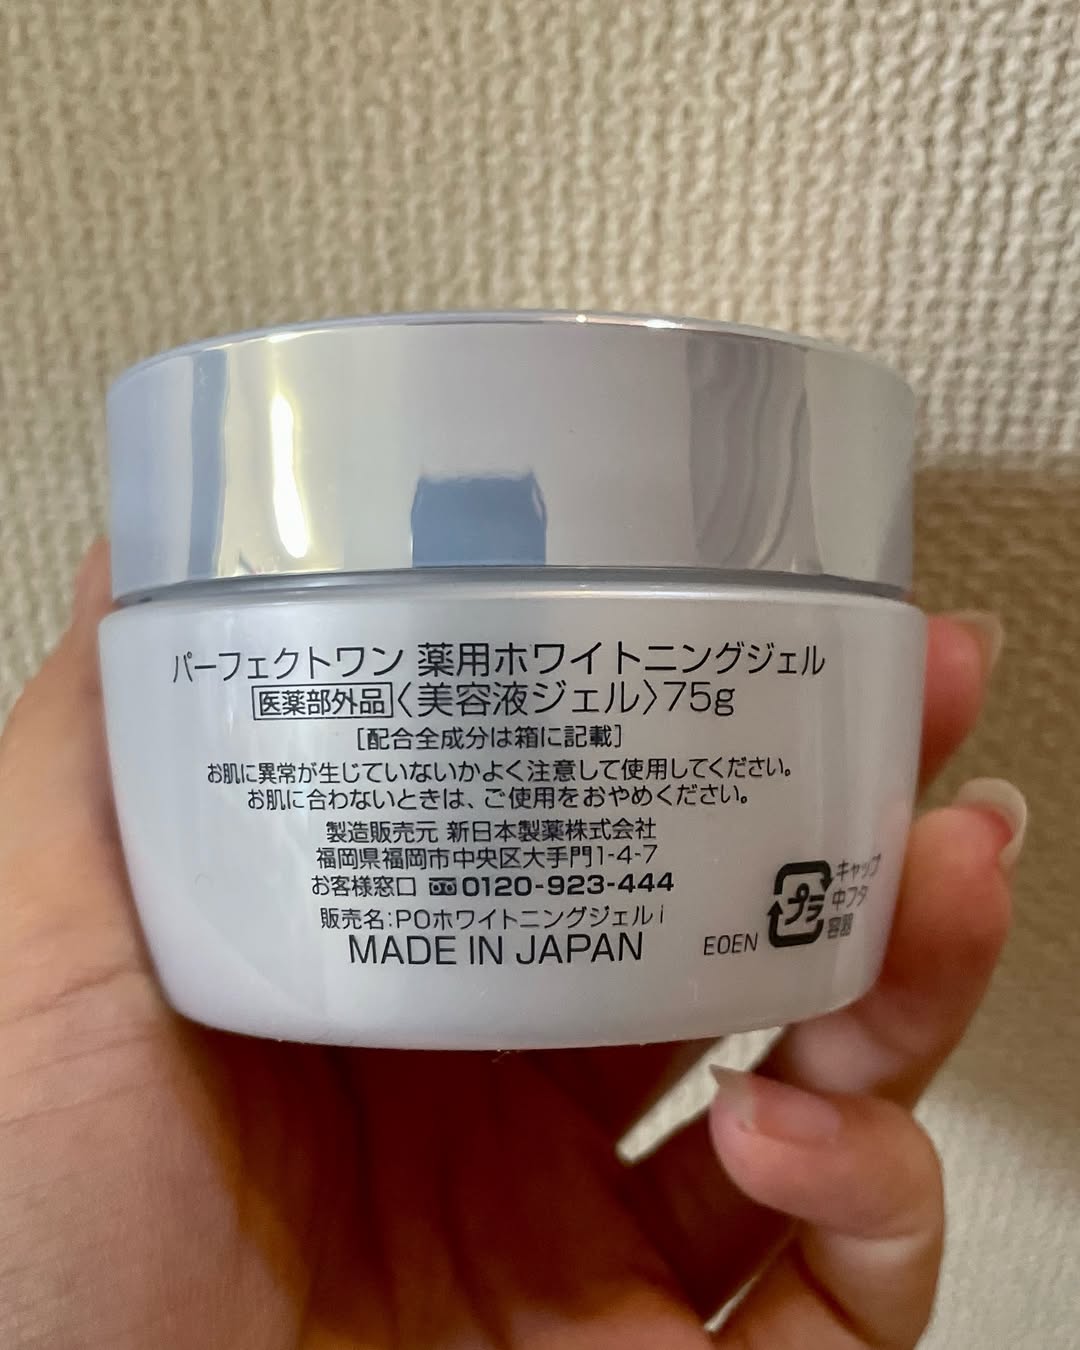 パーフェクトワン 薬用ホワイトニングジェル
医薬部外品〈美容液ジェル〉75g
[配合全成分は箱に記載]
お肌に異常が生じていないかよく注意して使用してください。
お肌に合わないときは、ご使用をおやめください。
製造販売元 新日本製薬株式会社
福岡県福岡市中央区大手門1-4-7
お客様窓口 0120-923-444
販売名:POホワイトニングジェルi
MADE IN JAPAN
EOEN
プラ
キャップ
中フタ
容器